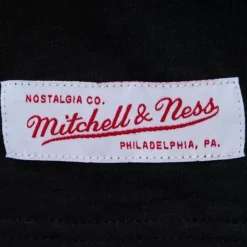 NOSTALGIA CO.
Mitchell & Ness
PHILADELPHIA, PA.